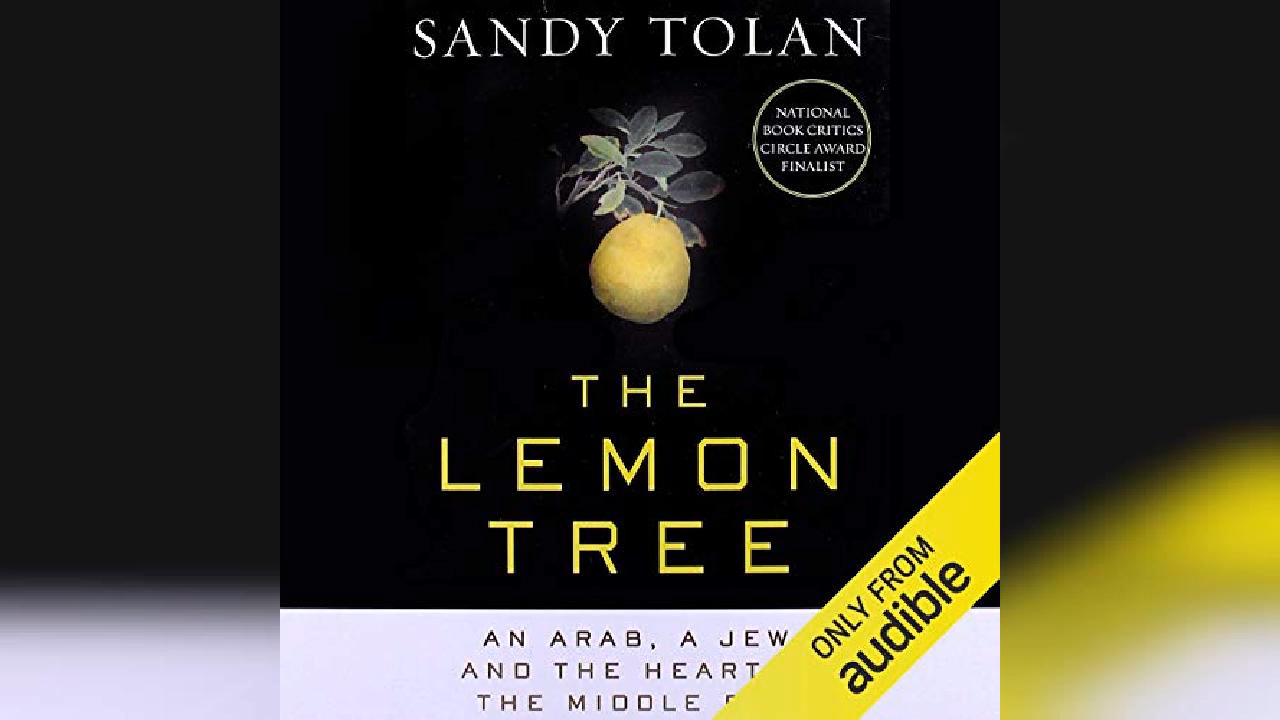 SANDY TOLAN
NATIONAL
BOOK CRITICS
CIRCLE AWARD
FINALIST
THE
LEMON
TREE
AN ARAB, A JEW
AND THE HEART
THE MIDDLE
ONLY FROM
audible